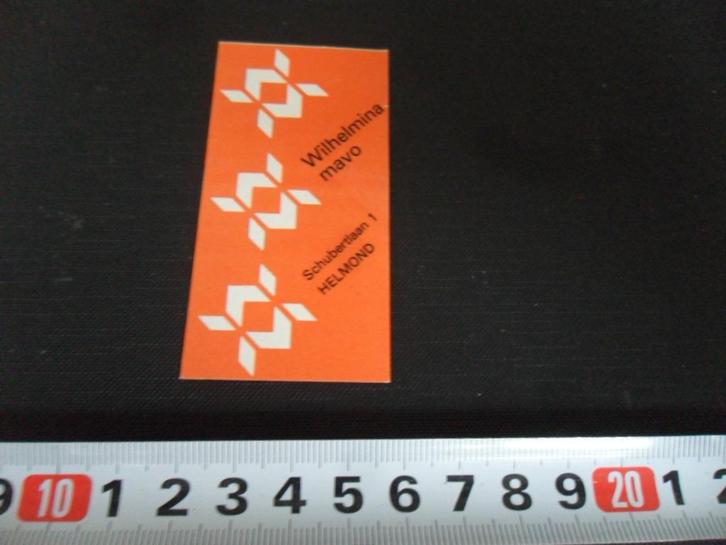 Wilhelmina
mavo
Schubertlaan 1
HELMOND
9 10 1 2 3 4 5 6 7 8 9 20 1 2